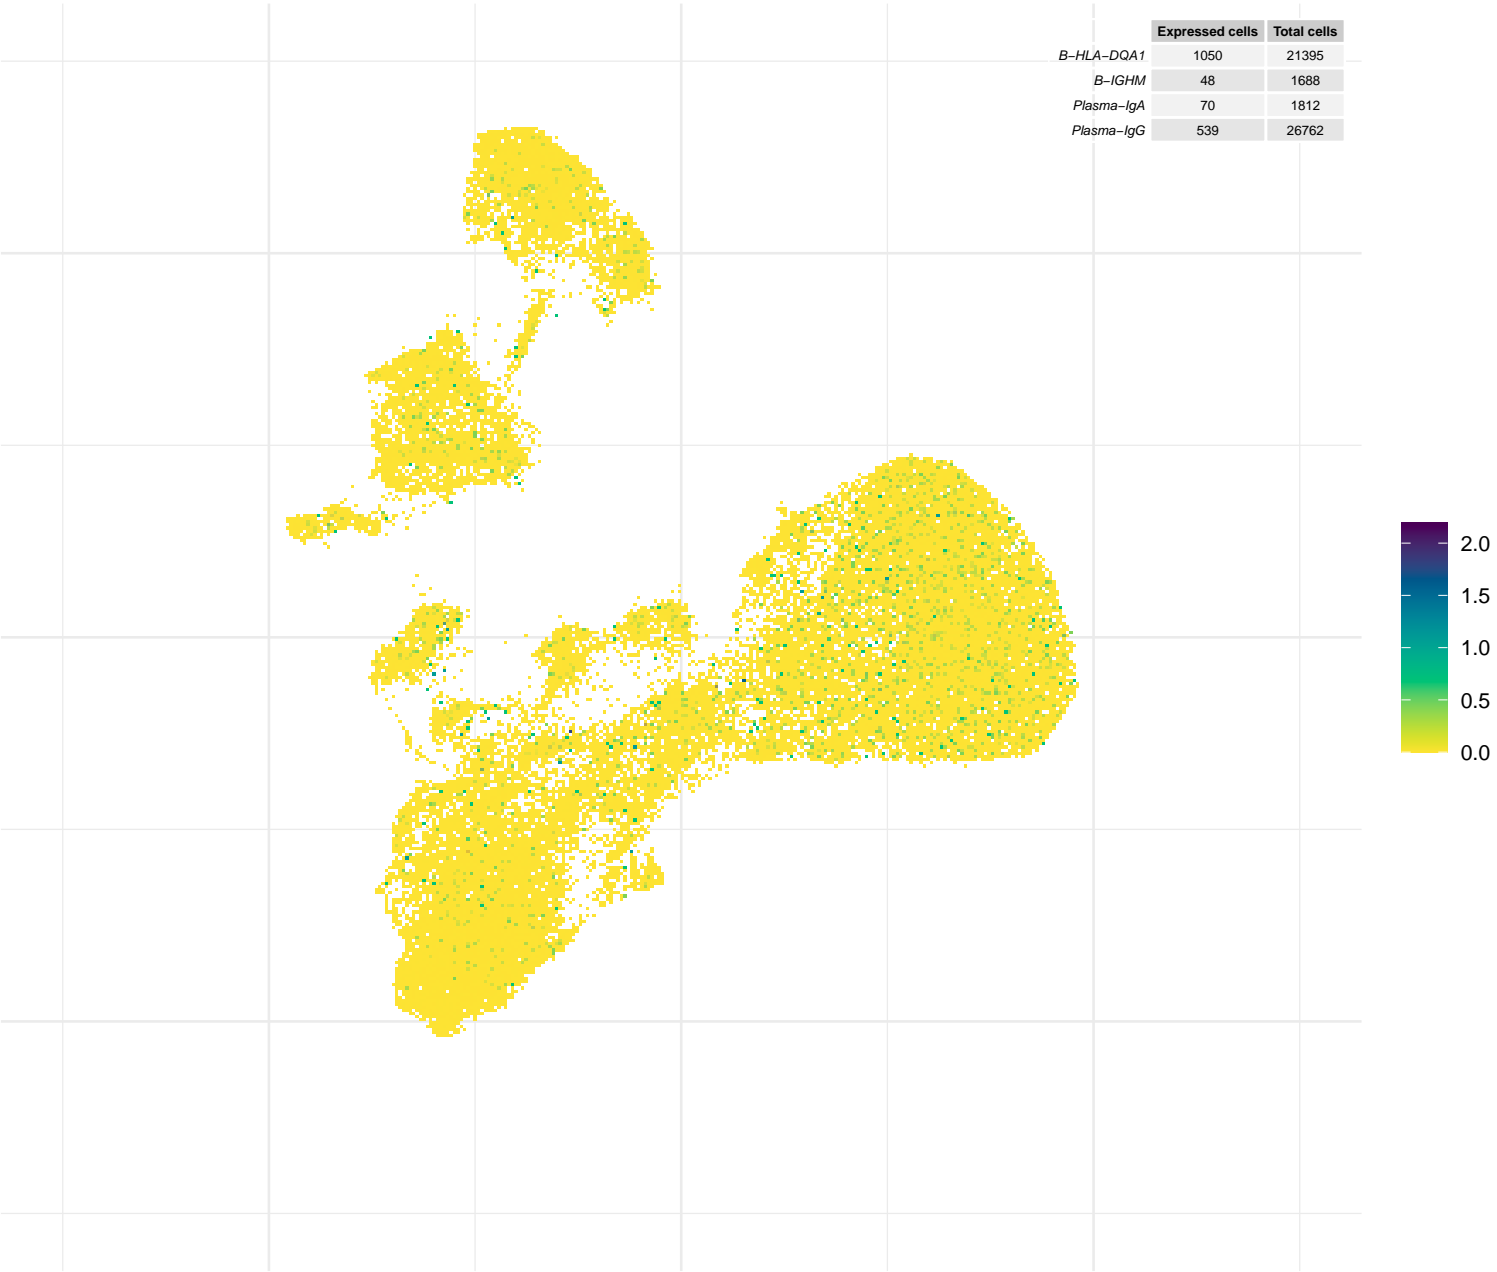 Expressed cells Total cells
B−HLA−DQA1 1050 21395
B−IGHM 48 1688
Plasma−IgA 70 1812
Plasma−IgG 539 26762
2.0
1.5
1.0
0.5
0.0